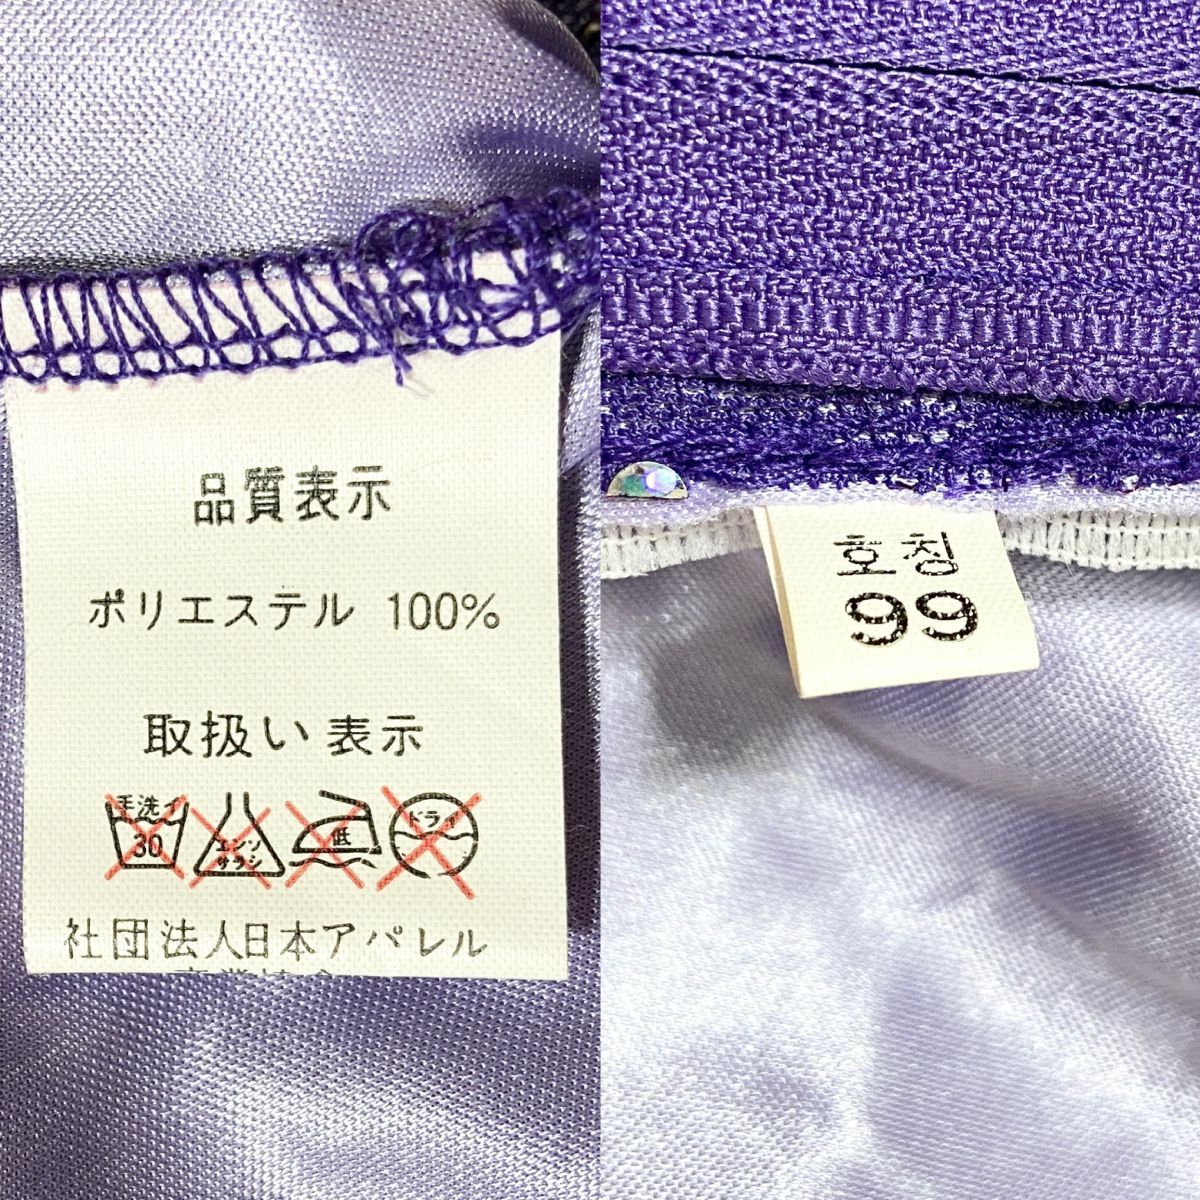 品質表示
ポリエステル 100%
取扱い表示
手洗イ
30
エンソ
サラシ
低
ドライ
社団法人日本アパレル
호칭
99